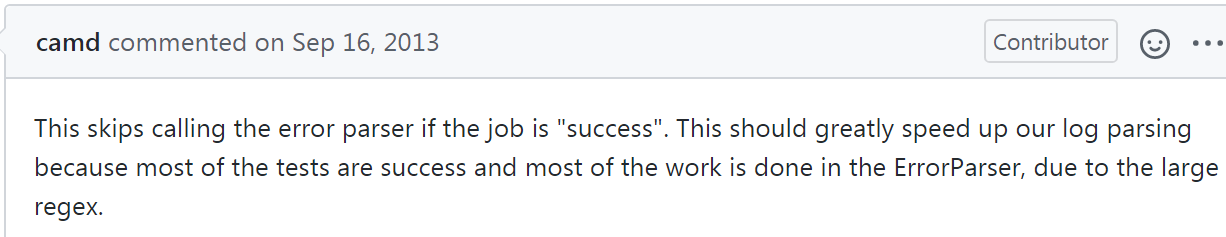 camd commented on Sep 16, 2013
Contributor
This skips calling the error parser if the job is "success". This should greatly speed up our log parsing
because most of the tests are success and most of the work is done in the ErrorParser, due to the large
regex.